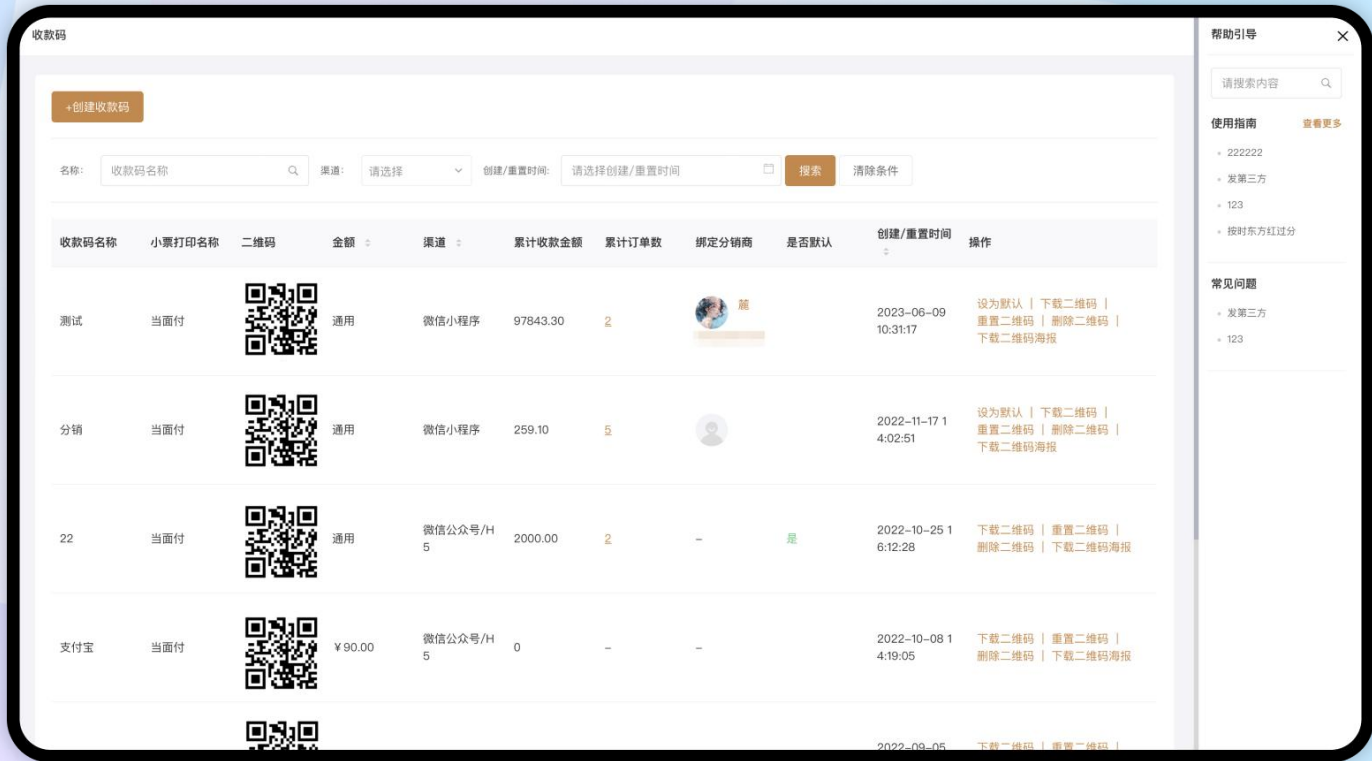 收款码
帮助引导
+创建收款码
请搜索内容
使用指南 查看更多
222222
发第三方
123
按时东方红过分
常见问题
发第三方
123
名称: 收款码名称 渠道: 请选择 创建/重置时间: 请选择创建/重置时间 搜索 清除条件
收款码名称 小票打印名称 二维码 金额 渠道 累计收款金额 累计订单数 绑定分销商 是否默认 创建/重置时间 操作
测试 当面付 通用 微信小程序 97843.30 2 麓 2023-06-09
10:31:17
设为默认 | 下载二维码 |
重置二维码 | 删除二维码 |
下载二维码海报
分销 当面付 通用 微信小程序 259.10 5 2022-11-17 1
4:02:51
设为默认 | 下载二维码 |
重置二维码 | 删除二维码 |
下载二维码海报
22 当面付 通用 微信公众号/H
5
2000.00 2 - 是 2022-10-25 1
6:12:28
下载二维码 | 重置二维码 |
删除二维码 | 下载二维码海报
支付宝 当面付 ¥90.00 微信公众号/H
5
0 - - 2022-10-08 1
4:19:05
下载二维码 | 重置二维码 |
删除二维码 | 下载二维码海报
2022-09-05 下载二维码 | 重置二维码 |